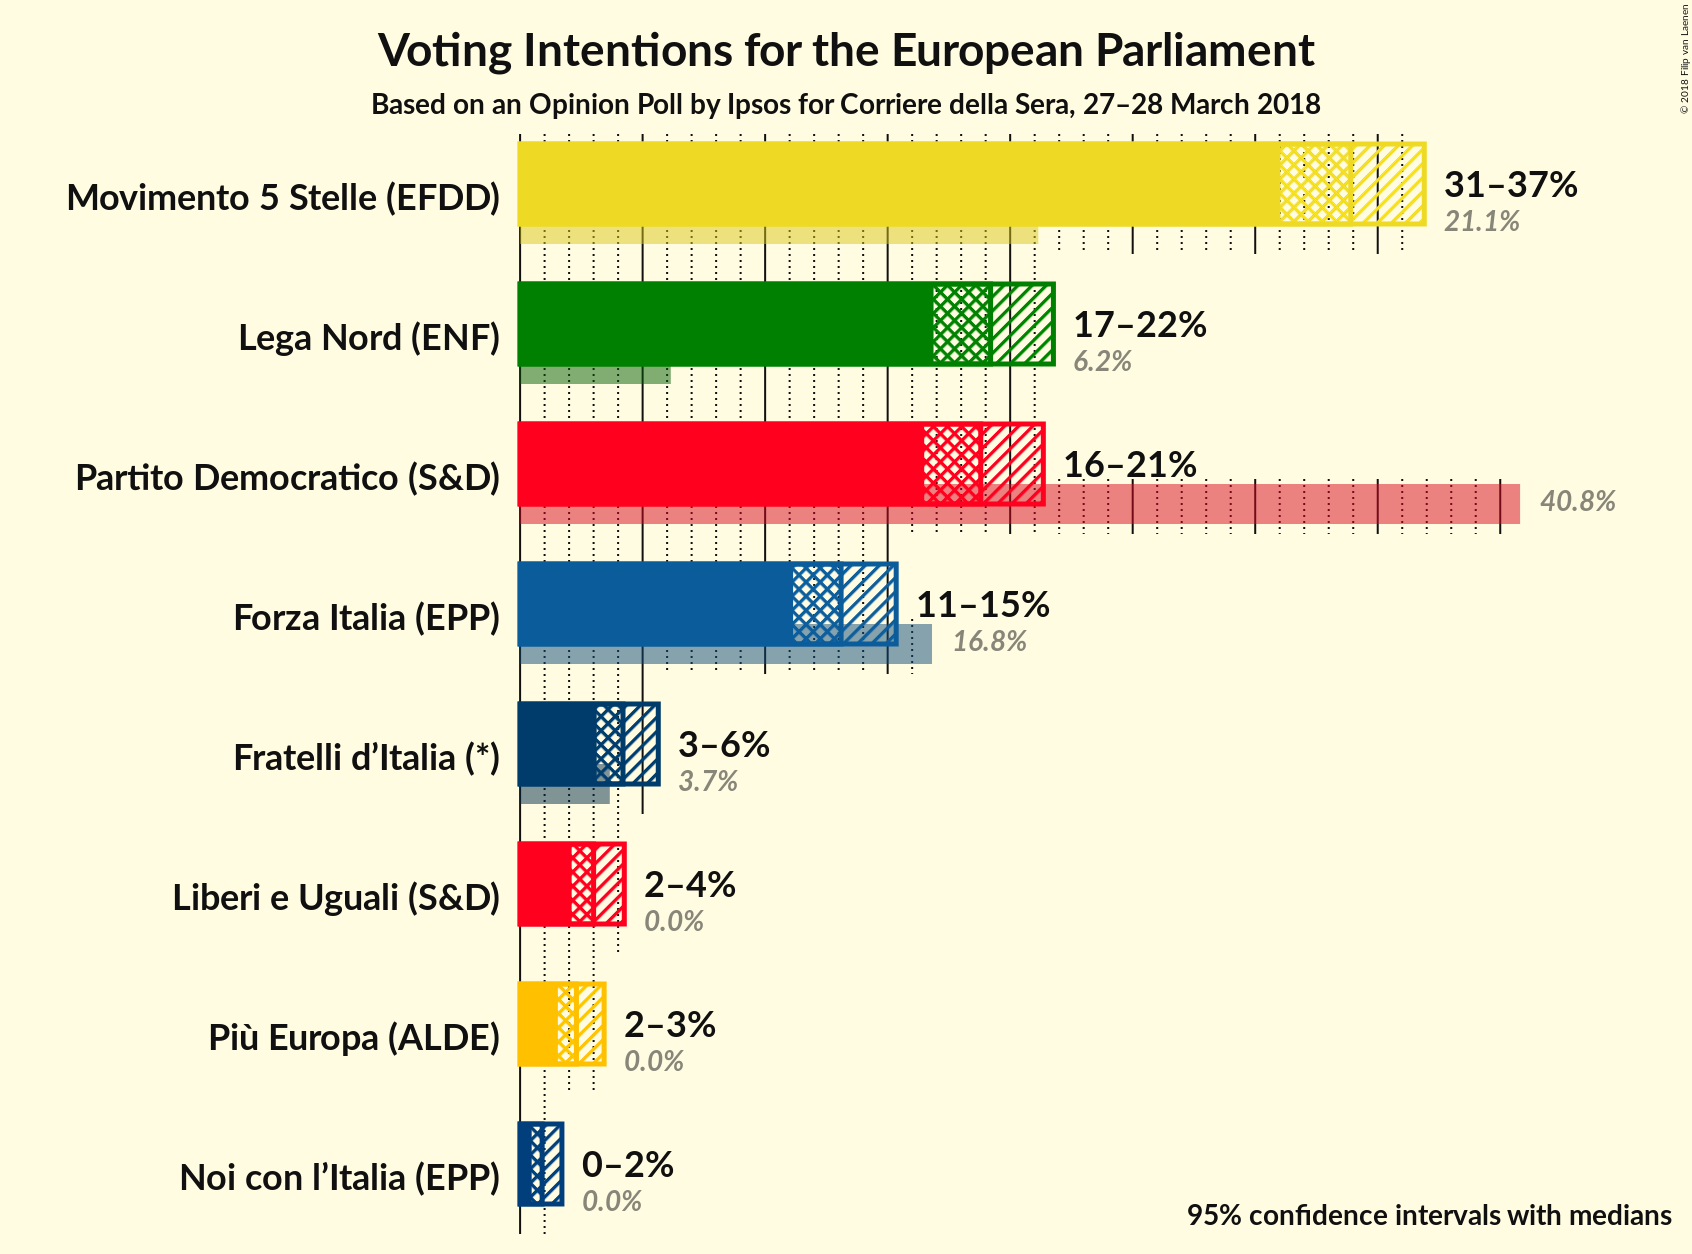 Voting Intentions for the European Parliament
Based on an Opinion Poll by Ipsos for Corriere della Sera, 27–28 March 2018
© 2018 Filip van Laenen
Movimento 5 Stelle (EFDD)
31–37%
21.1%
Lega Nord (ENF)
17–22%
6.2%
Partito Democratico (S&D)
16–21%
40.8%
Forza Italia (EPP)
11–15%
16.8%
Fratelli d’Italia (*)
3–6%
3.7%
Liberi e Uguali (S&D)
2–4%
0.0%
Più Europa (ALDE)
2–3%
0.0%
Noi con l’Italia (EPP)
0–2%
0.0%
95% confidence intervals with medians